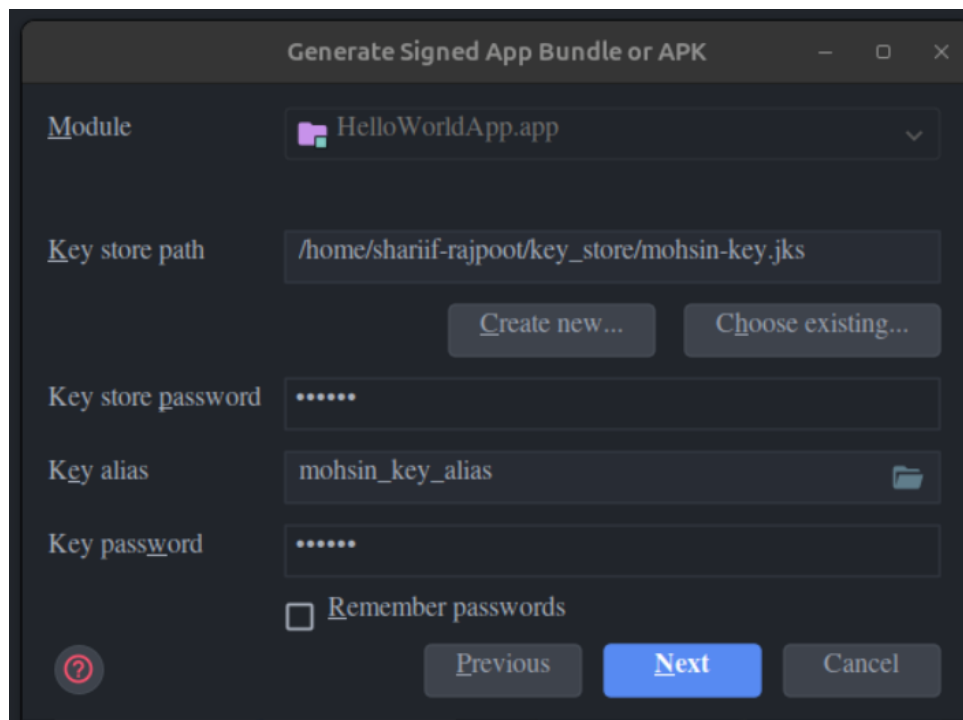 Generate Signed App Bundle or APK
Module
HelloWorldApp.app
Key store path
/home/shariif-rajpoot/key_store/mohsin-key.jks
Create new...
Choose existing...
Key store password
••••••
Key alias
mohsin_key_alias
Key password
••••••
Remember passwords
?
Previous
Next
Cancel